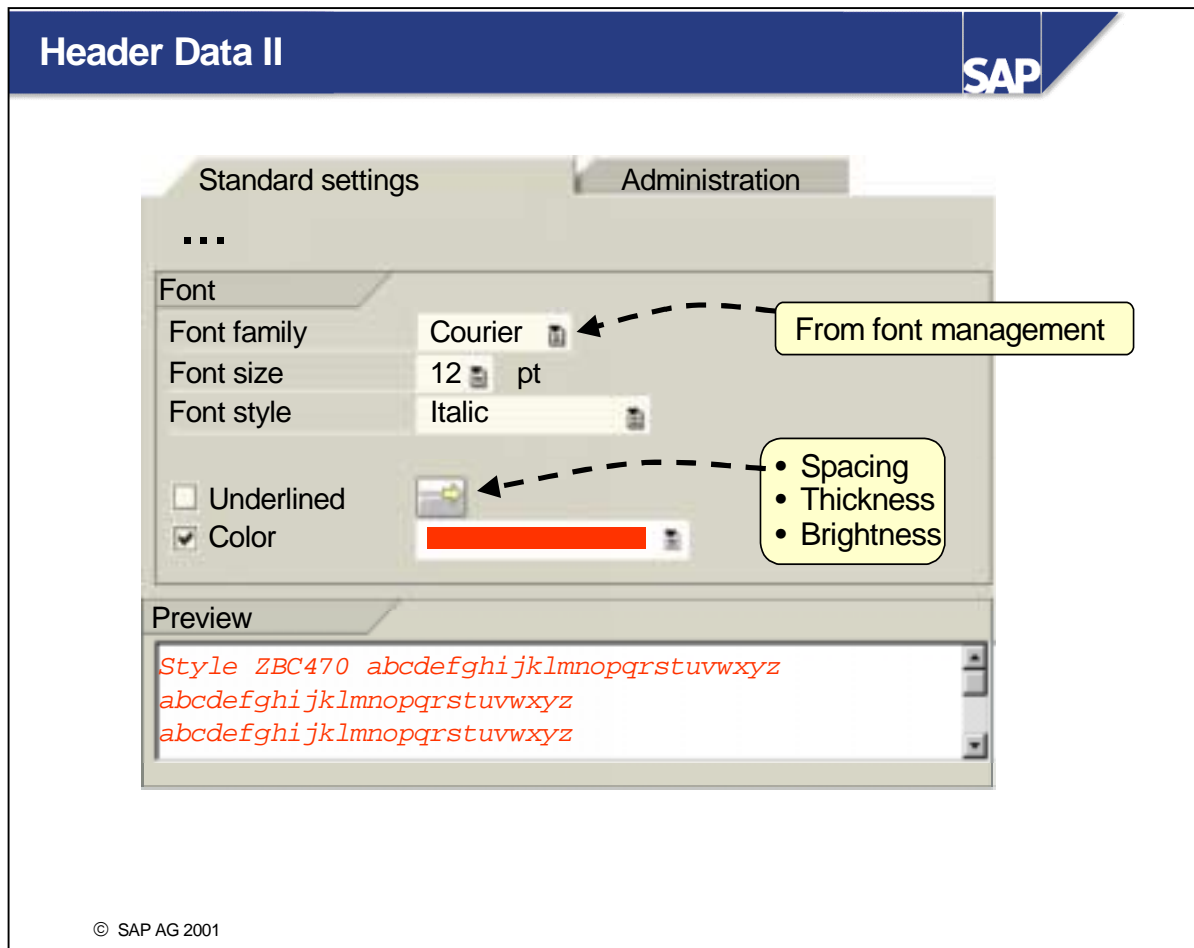 Header Data II
SAP
Standard settings
Administration
...
Font
Font family
Courier
From font management
Font size
12
pt
Font style
Italic
• Spacing
Underlined
• Thickness
Color
• Brightness
Preview
Style ZBC470 abcdefghijklmnopqrstuvwxyz
abcdefghijklmnopqrstuvwxyz
abcdefghijklmnopqrstuvwxyz
© SAP AG 2001